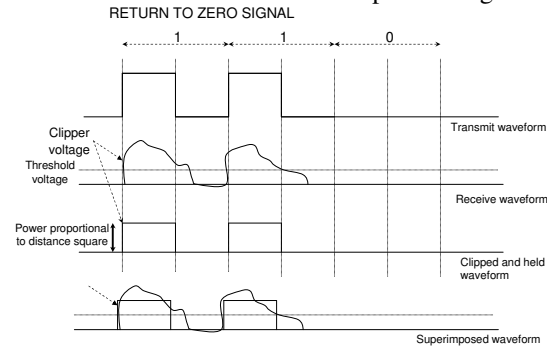 RETURN TO ZERO SIGNAL
1 1 0
Transmit waveform
Clipper
voltage
Threshold
voltage
Receive waveform
Power proportional
to distance square
Clipped and held
waveform
Superimposed waveform